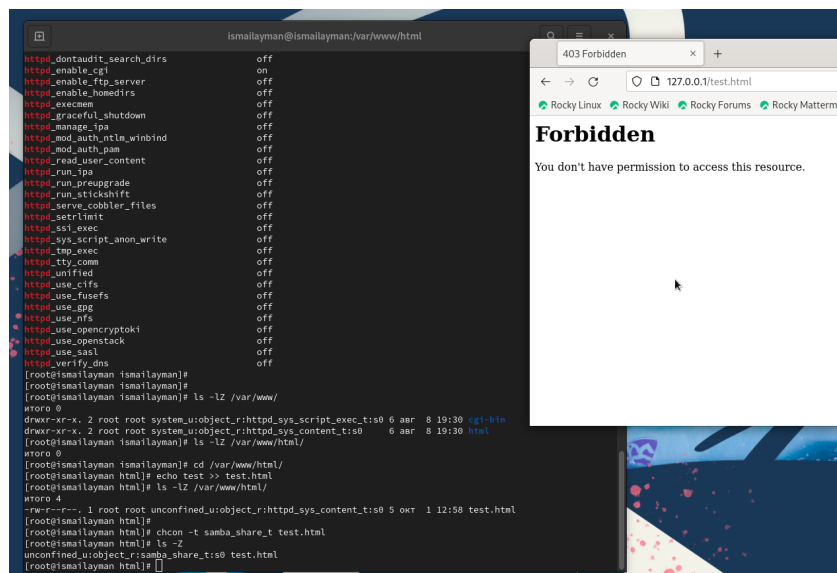 ismailayman@ismailayman:/var/www/html
httpd_dontaudit_search_dirs off
httpd_enable_cgi on
httpd_enable_ftp_server off
httpd_enable_homedirs off
httpd_execmem off
httpd_graceful_shutdown off
httpd_manage_ipa off
httpd_mod_auth_ntlm_winbind off
httpd_mod_auth_pam off
httpd_read_user_content off
httpd_run_ipa off
httpd_run_preupgrade off
httpd_run_stickshift off
httpd_serve_cobbler_files off
httpd_setrlimit off
httpd_ssi_exec off
httpd_sys_script_anon_write off
httpd_tmp_exec off
httpd_tty_comm off
httpd_unified off
httpd_use_cifs off
httpd_use_fusefs off
httpd_use_gpg off
httpd_use_nfs off
httpd_use_opencryptoki off
httpd_use_openstack off
httpd_use_sasl off
httpd_verify_dns off
[root@ismailayman ismailayman]#
[root@ismailayman ismailayman]#
[root@ismailayman ismailayman]# ls -lZ /var/www/
итого 0
drwxr-xr-x. 2 root root system_u:object_r:httpd_sys_script_exec_t:s0 6 авг 8 19:30 cgi-bin
drwxr-xr-x. 2 root root system_u:object_r:httpd_sys_content_t:s0 6 авг 8 19:30 html
[root@ismailayman ismailayman]# ls -lZ /var/www/html/
итого 0
[root@ismailayman ismailayman]# cd /var/www/html/
[root@ismailayman html]# echo test >> test.html
[root@ismailayman html]# ls -lZ /var/www/html/
итого 4
-rw-r--r--. 1 root root unconfined_u:object_r:httpd_sys_content_t:s0 5 окт 1 12:58 test.html
[root@ismailayman html]#
[root@ismailayman html]# chcon -t samba_share_t test.html
[root@ismailayman html]# ls -Z
unconfined_u:object_r:samba_share_t:s0 test.html
[root@ismailayman html]#
403 Forbidden
127.0.0.1/test.html
Rocky Linux Rocky Wiki Rocky Forums Rocky Matterm
Forbidden
You don't have permission to access this resource.